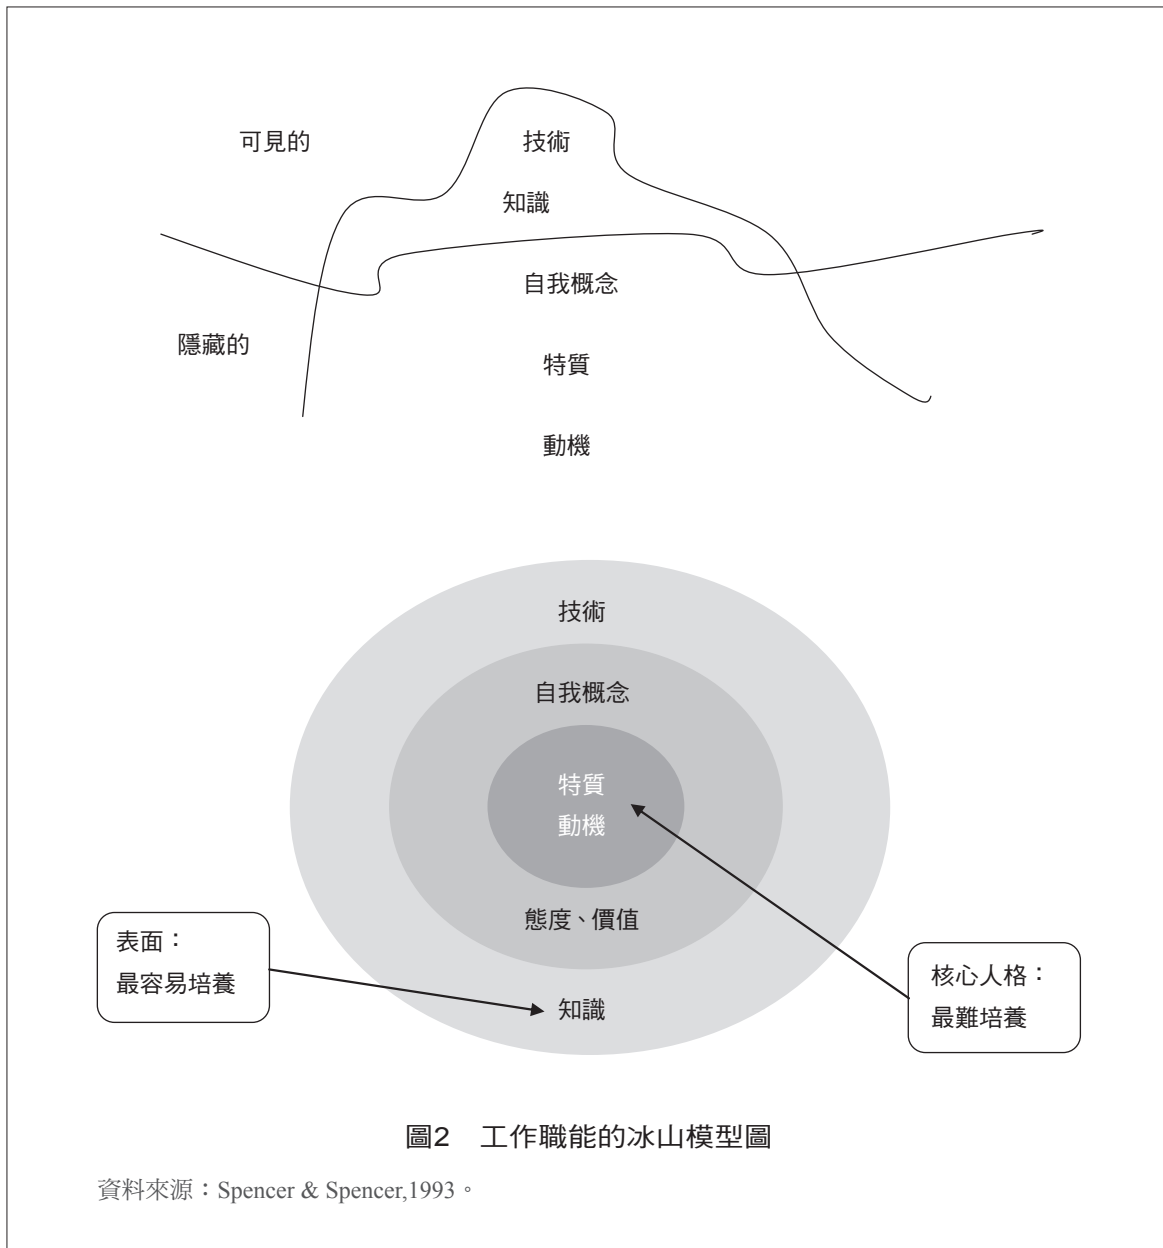 可見的
技術
知識
自我概念
隱藏的
特質
動機
技術
自我概念
特質
動機
態度、價值
表面：
最容易培養
核心人格：
最難培養
知識
圖2　工作職能的冰山模型圖
資料來源：Spencer & Spencer,1993。